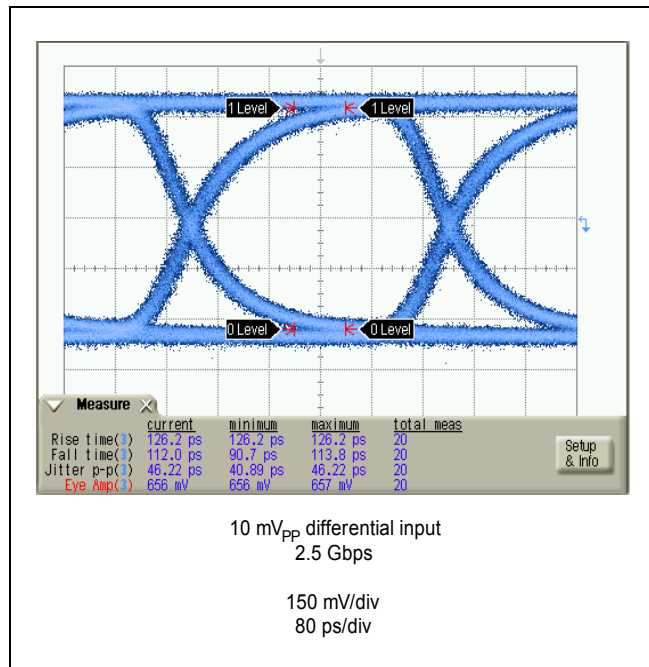 1 Level 1 Level
0 Level 0 Level
Measure
current minimum maximum total meas
Rise time(3) 126.2 ps 126.2 ps 126.2 ps 20
Fall time(3) 112.0 ps 90.7 ps 113.8 ps 20
Jitter p-p(3) 46.22 ps 40.89 ps 46.22 ps 20
Eye Amp(3) 656 mV 656 mV 657 mV 20
Setup
& Info
10 mVPP differential input
2.5 Gbps
150 mV/div
80 ps/div